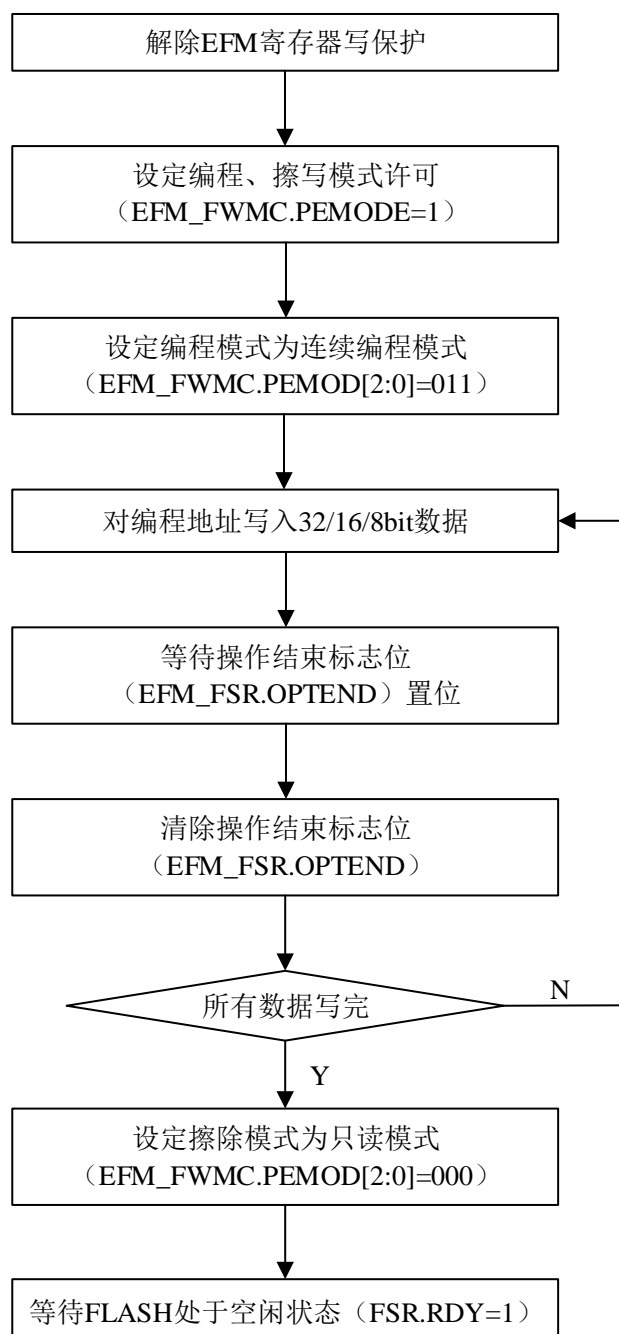 解除EFM寄存器写保护
设定编程、擦写模式许可
（EFM_FWMC.PEMODE=1）
设定编程模式为连续编程模式
（EFM_FWMC.PEMOD[2:0]=011）
对编程地址写入32/16/8bit数据
等待操作结束标志位
（EFM_FSR.OPTEND）置位
清除操作结束标志位
（EFM_FSR.OPTEND）
所有数据写完
N
Y
设定擦除模式为只读模式
（EFM_FWMC.PEMOD[2:0]=000）
等待FLASH处于空闲状态（FSR.RDY=1）